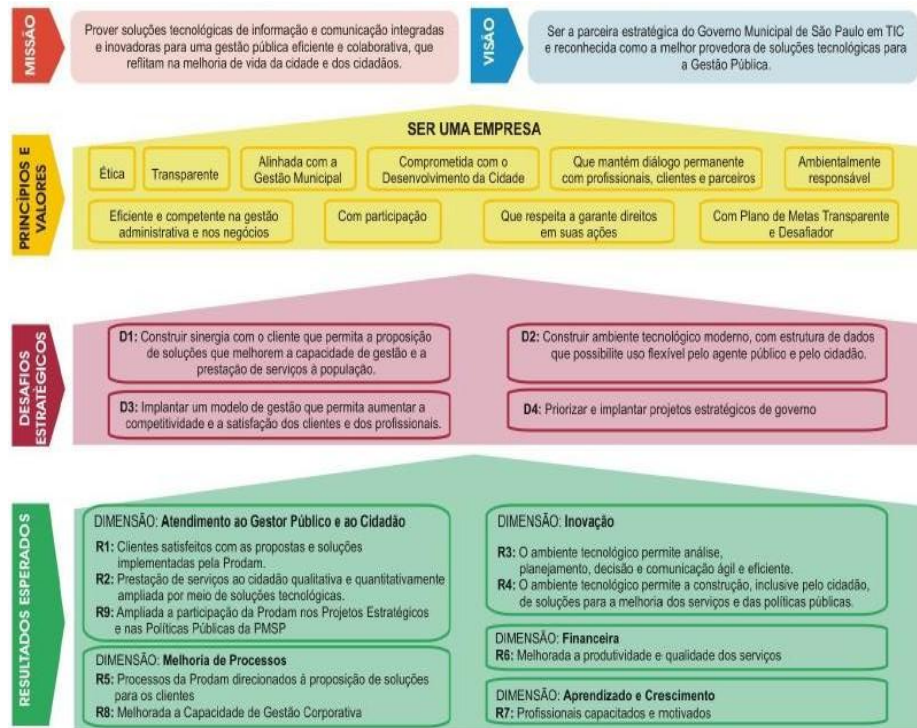 MISSÃO
Prover soluções tecnológicas de informação e comunicação integradas
e inovadoras para uma gestão pública eficiente e colaborativa, que
reflitam na melhoria de vida da cidade e dos cidadãos.
VISÃO
Ser a parceira estratégica do Governo Municipal de São Paulo em TIC
e reconhecida como a melhor provedora de soluções tecnológicas para
a Gestão Pública.
PRINCÍPIOS E
VALORES
SER UMA EMPRESA
Ética
Transparente
Alinhada com a
Gestão Municipal
Comprometida com o
Desenvolvimento da Cidade
Que mantém diálogo permanente
com profissionais, clientes e parceiros
Ambientalmente
responsável
Eficiente e competente na gestão
administrativa e nos negócios
Com participação
Que respeita a garante direitos
em suas ações
Com Plano de Metas Transparente
e Desafiador
DESAFIOS
ESTRATÉGICOS
D1: Construir sinergia com o cliente que permita a proposição
de soluções que melhorem a capacidade de gestão e a
prestação de serviços à população.
D2: Construir ambiente tecnológico moderno, com estrutura de dados
que possibilite uso flexível pelo agente público e pelo cidadão.
D3: Implantar um modelo de gestão que permita aumentar a
competitividade e a satisfação dos clientes e dos profissionais.
D4: Priorizar e implantar projetos estratégicos de governo
RESULTADOS ESPERADOS
DIMENSÃO: Atendimento ao Gestor Público e ao Cidadão
R1: Clientes satisfeitos com as propostas e soluções
implementadas pela Prodam.
R2: Prestação de serviços ao cidadão qualitativa e quantitativamente
ampliada por meio de soluções tecnológicas.
R9: Ampliada a participação da Prodam nos Projetos Estratégicos
e nas Políticas Públicas da PMSP
DIMENSÃO: Inovação
R3: O ambiente tecnológico permite análise,
planejamento, decisão e comunicação ágil e eficiente.
R4: O ambiente tecnológico permite a construção, inclusive pelo cidadão,
de soluções para a melhoria dos serviços e das políticas públicas.
DIMENSÃO: Financeira
R6: Melhorada a produtividade e qualidade dos serviços
DIMENSÃO: Melhoria de Processos
R5: Processos da Prodam direcionados à proposição de soluções
para os clientes
R8: Melhorada a Capacidade de Gestão Corporativa
DIMENSÃO: Aprendizado e Crescimento
R7: Profissionais capacitados e motivados